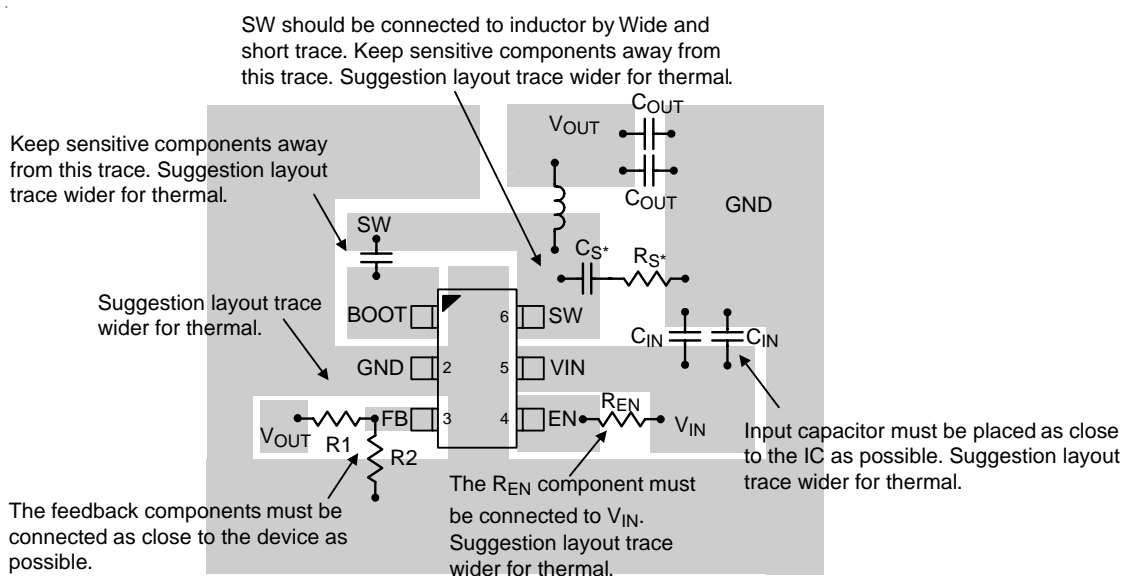 SW should be connected to inductor by Wide and
short trace. Keep sensitive components away from
this trace. Suggestion layout trace wider for thermal.
COUT
VOUT
Keep sensitive components away
from this trace. Suggestion layout
trace wider for thermal.
COUT
GND
SW
CS*
RS*
Suggestion layout trace
wider for thermal.
BOOT
6
SW
CIN
CIN
GND
2
5
VIN
REN
FB
3
4
EN
VOUT
R1
R2
VIN
Input capacitor must be placed as close
to the IC as possible. Suggestion layout
trace wider for thermal.
The REN component must
be connected to VIN.
Suggestion layout trace
wider for thermal.
The feedback components must be
connected as close to the device as
possible.